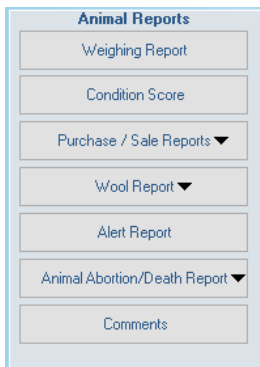 Animal Reports
Weighing Report
Condition Score
Purchase / Sale Reports
Wool Report
Alert Report
Animal Abortion/Death Report
Comments